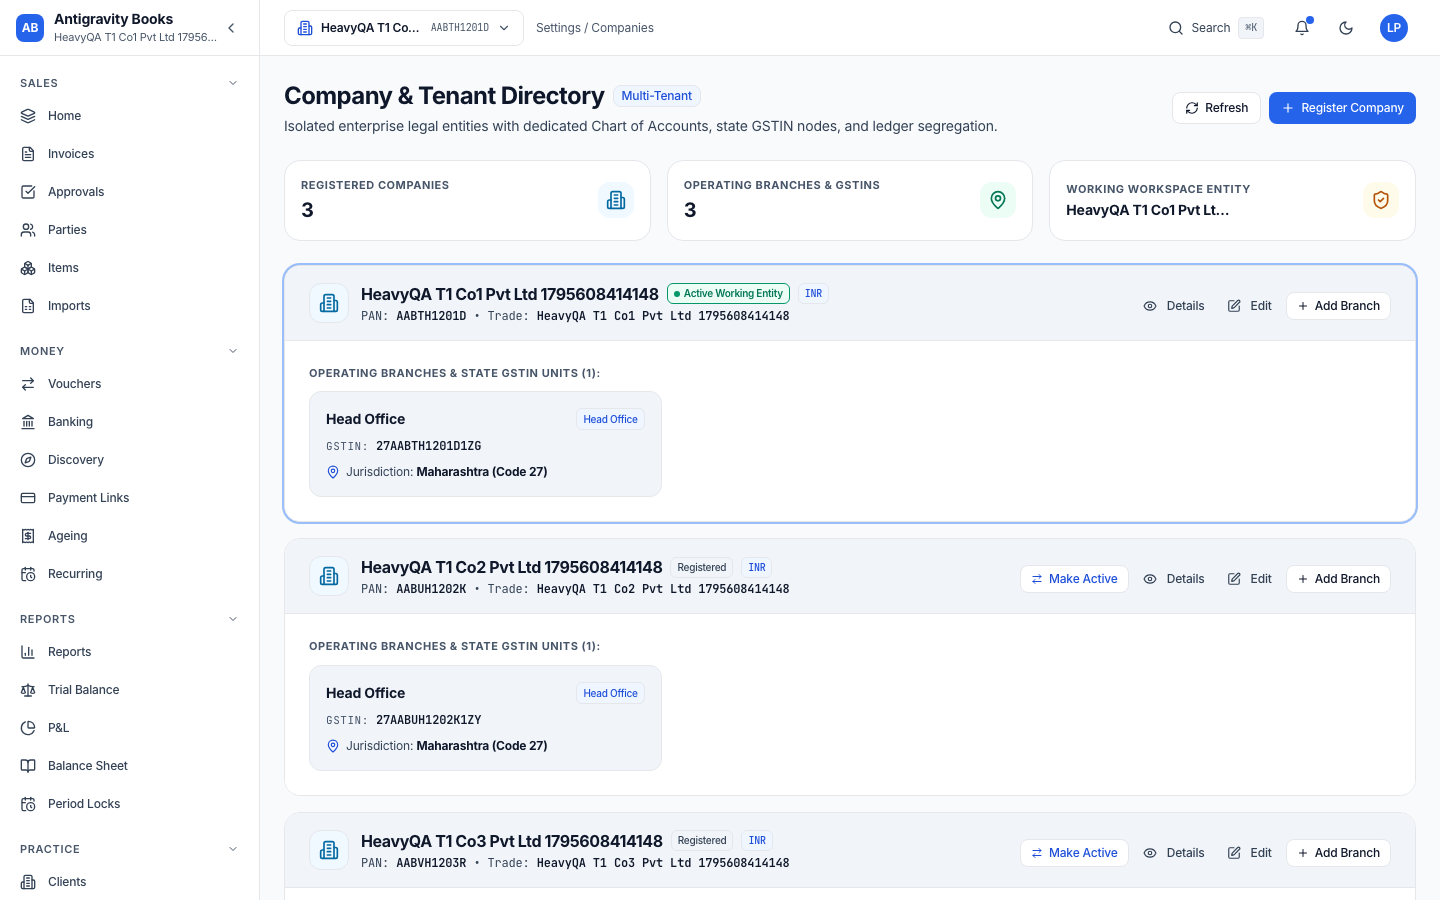 AB
Antigravity Books
HeavyQA T1 Co1 Pvt Ltd 17956...
SALES
Home
Invoices
Approvals
Parties
Items
Imports
MONEY
Vouchers
Banking
Discovery
Payment Links
Ageing
Recurring
REPORTS
Reports
Trial Balance
P&L
Balance Sheet
Period Locks
PRACTICE
Clients
HeavyQA T1 Co... AABTH1201D
Settings / Companies
Search ⌘K
LP
Company & Tenant Directory Multi-Tenant
Isolated enterprise legal entities with dedicated Chart of Accounts, state GSTIN nodes, and ledger segregation.
Refresh
Register Company
REGISTERED COMPANIES
3
OPERATING BRANCHES & GSTINS
3
WORKING WORKSPACE ENTITY
HeavyQA T1 Co1 Pvt Lt...
HeavyQA T1 Co1 Pvt Ltd 1795608414148 Active Working Entity INR
PAN: AABTH1201D • Trade: HeavyQA T1 Co1 Pvt Ltd 1795608414148
Details Edit Add Branch
OPERATING BRANCHES & STATE GSTIN UNITS (1):
Head Office Head Office
GSTIN: 27AABTH1201D1ZG
Jurisdiction: Maharashtra (Code 27)
HeavyQA T1 Co2 Pvt Ltd 1795608414148 Registered INR
PAN: AABUH1202K • Trade: HeavyQA T1 Co2 Pvt Ltd 1795608414148
Make Active Details Edit Add Branch
OPERATING BRANCHES & STATE GSTIN UNITS (1):
Head Office Head Office
GSTIN: 27AABUH1202K1ZY
Jurisdiction: Maharashtra (Code 27)
HeavyQA T1 Co3 Pvt Ltd 1795608414148 Registered INR
PAN: AABVH1203R • Trade: HeavyQA T1 Co3 Pvt Ltd 1795608414148
Make Active Details Edit Add Branch